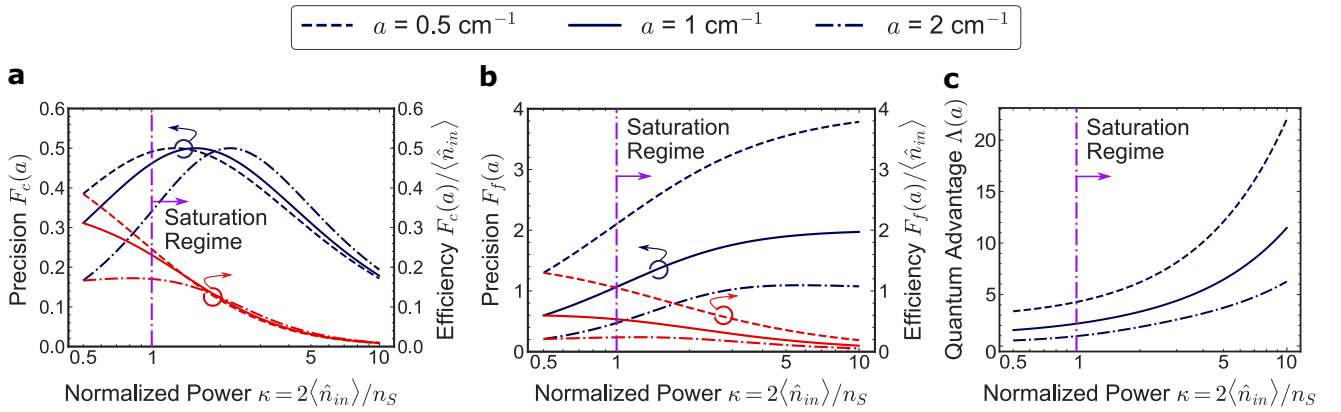 a = 0.5 cm⁻¹ a = 1 cm⁻¹ a = 2 cm⁻¹
a
Precision F_c(a)
0.6
0.5
0.4
0.3
0.2
0.1
0.0
Saturation
Regime
0.6
0.5
0.4
0.3
0.2
0.1
0.0
Efficiency F_c(a)/⟨n̂_in⟩
0.5 1 5 10
Normalized Power κ = 2⟨n̂_in⟩/n_S
b
Precision F_f(a)
4
3
2
1
0
Saturation
Regime
4
3
2
1
0
Efficiency F_f(a)/⟨n̂_in⟩
0.5 1 5 10
Normalized Power κ = 2⟨n̂_in⟩/n_S
c
Quantum Advantage Λ(a)
20
15
10
5
0
Saturation
Regime
0.5 1 5 10
Normalized Power κ = 2⟨n̂_in⟩/n_S